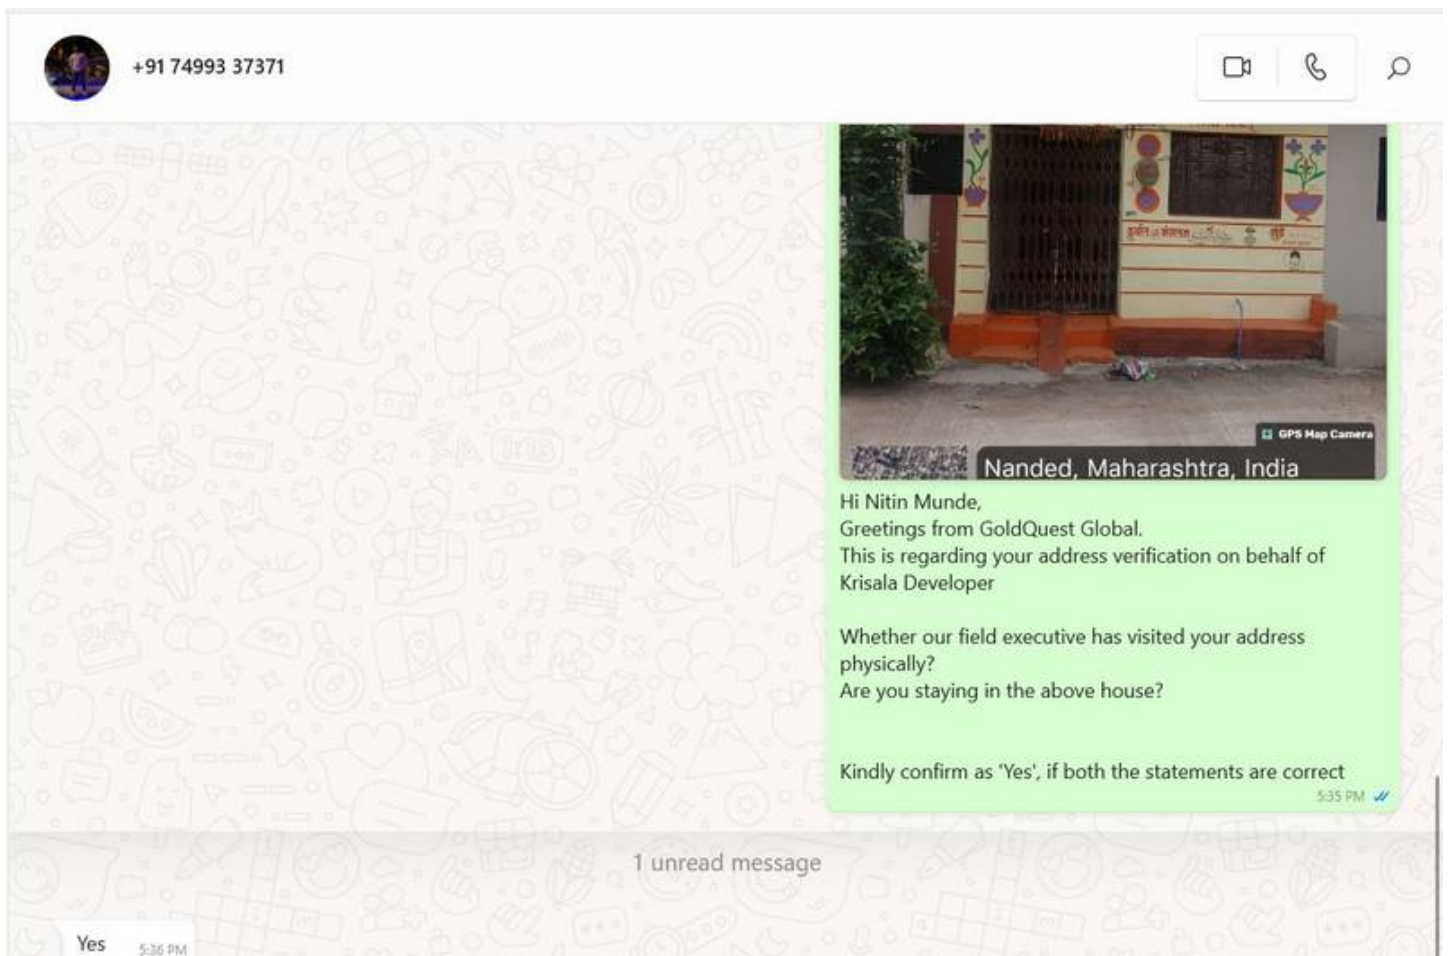 +91 74993 37371
GPS Map Camera
Nanded, Maharashtra, India
Hi Nitin Munde,
Greetings from GoldQuest Global.
This is regarding your address verification on behalf of
Krisala Developer
Whether our field executive has visited your address
physically?
Are you staying in the above house?
Kindly confirm as 'Yes', if both the statements are correct
5:35 PM
1 unread message
Yes
5:36 PM